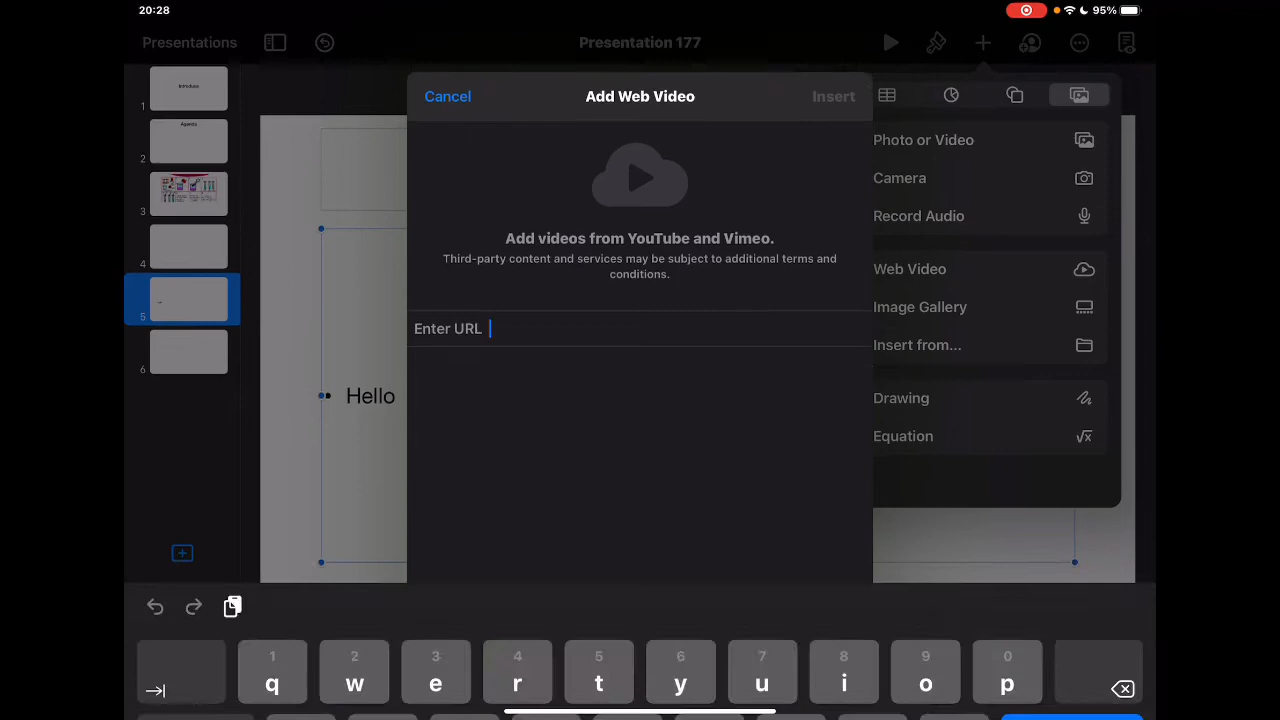 20:28
95%
Presentations
Presentation 177
Introduce
1
Agenda
2
3
4
5
6
Cancel
Add Web Video
Insert
Add videos from YouTube and Vimeo.
Third-party content and services may be subject to additional terms and
conditions.
Enter URL
Hello
Photo or Video
Camera
Record Audio
Web Video
Image Gallery
Insert from...
Drawing
Equation
1 2 3 4 5 6 7 8 9 0
q w e r t y u i o p